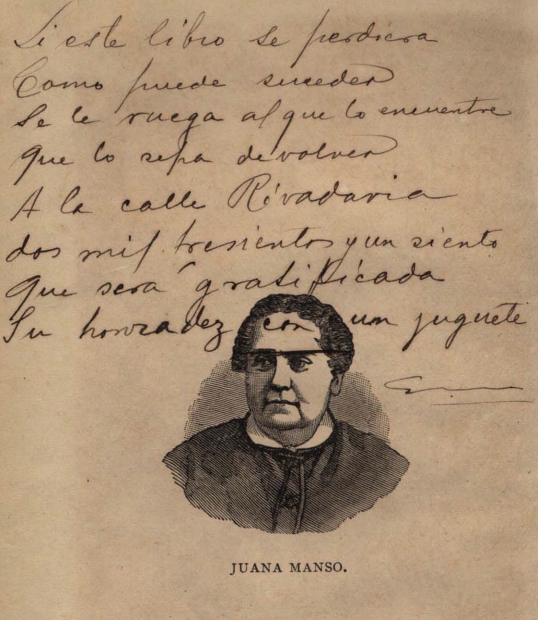 Si este libro se perdiera
Como puede suceder
Se le ruega al que lo encuentre
Que lo sepa devolver
A la calle Rivadavia
dos mil tresientos y un siento
Que sera gratificada
Su honradez con un juguete
JUANA MANSO.